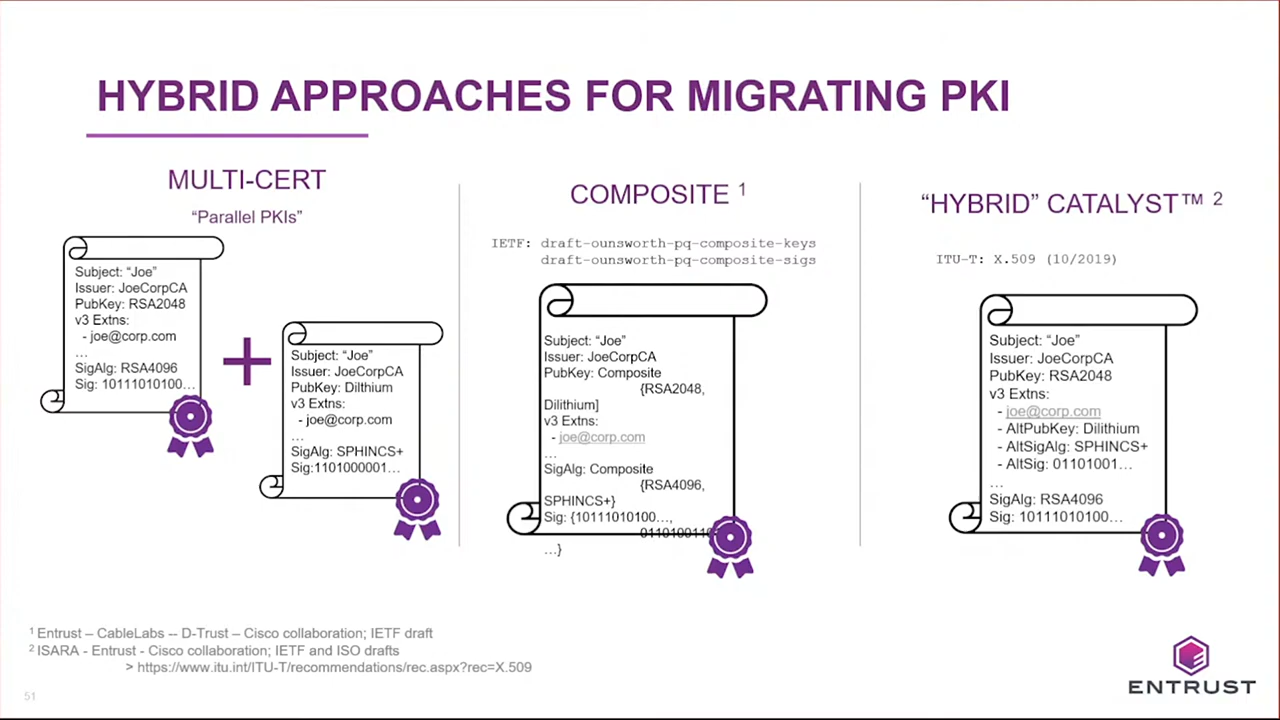 HYBRID APPROACHES FOR MIGRATING PKI
MULTI-CERT
“Parallel PKIs”
Subject: “Joe”
Issuer: JoeCorpCA
PubKey: RSA2048
v3 Extns:
- joe@corp.com
…
SigAlg: RSA4096
Sig: 10111010100…
+
Subject: “Joe”
Issuer: JoeCorpCA
PubKey: Dilthium
v3 Extns:
- joe@corp.com
…
SigAlg: SPHINCS+
Sig:1101000001…
COMPOSITE 1
IETF: draft-ounsworth-pq-composite-keys
draft-ounsworth-pq-composite-sigs
Subject: “Joe”
Issuer: JoeCorpCA
PubKey: Composite
{RSA2048,
Dilithium]
v3 Extns:
- joe@corp.com
…
SigAlg: Composite
{RSA4096,
SPHINCS+}
Sig: {10111010100…,
…}
“HYBRID” CATALYST™ 2
ITU-T: X.509 (10/2019)
Subject: “Joe”
Issuer: JoeCorpCA
PubKey: RSA2048
v3 Extns:
- joe@corp.com
- AltPubKey: Dilithium
- AltSigAlg: SPHINCS+
- AltSig: 01101001…
…
SigAlg: RSA4096
Sig: 10111010100…
1 Entrust – CableLabs -- D-Trust – Cisco collaboration; IETF draft
2 ISARA - Entrust - Cisco collaboration; IETF and ISO drafts
> https://www.itu.int/ITU-T/recommendations/rec.aspx?rec=X.509
51
ENTRUST